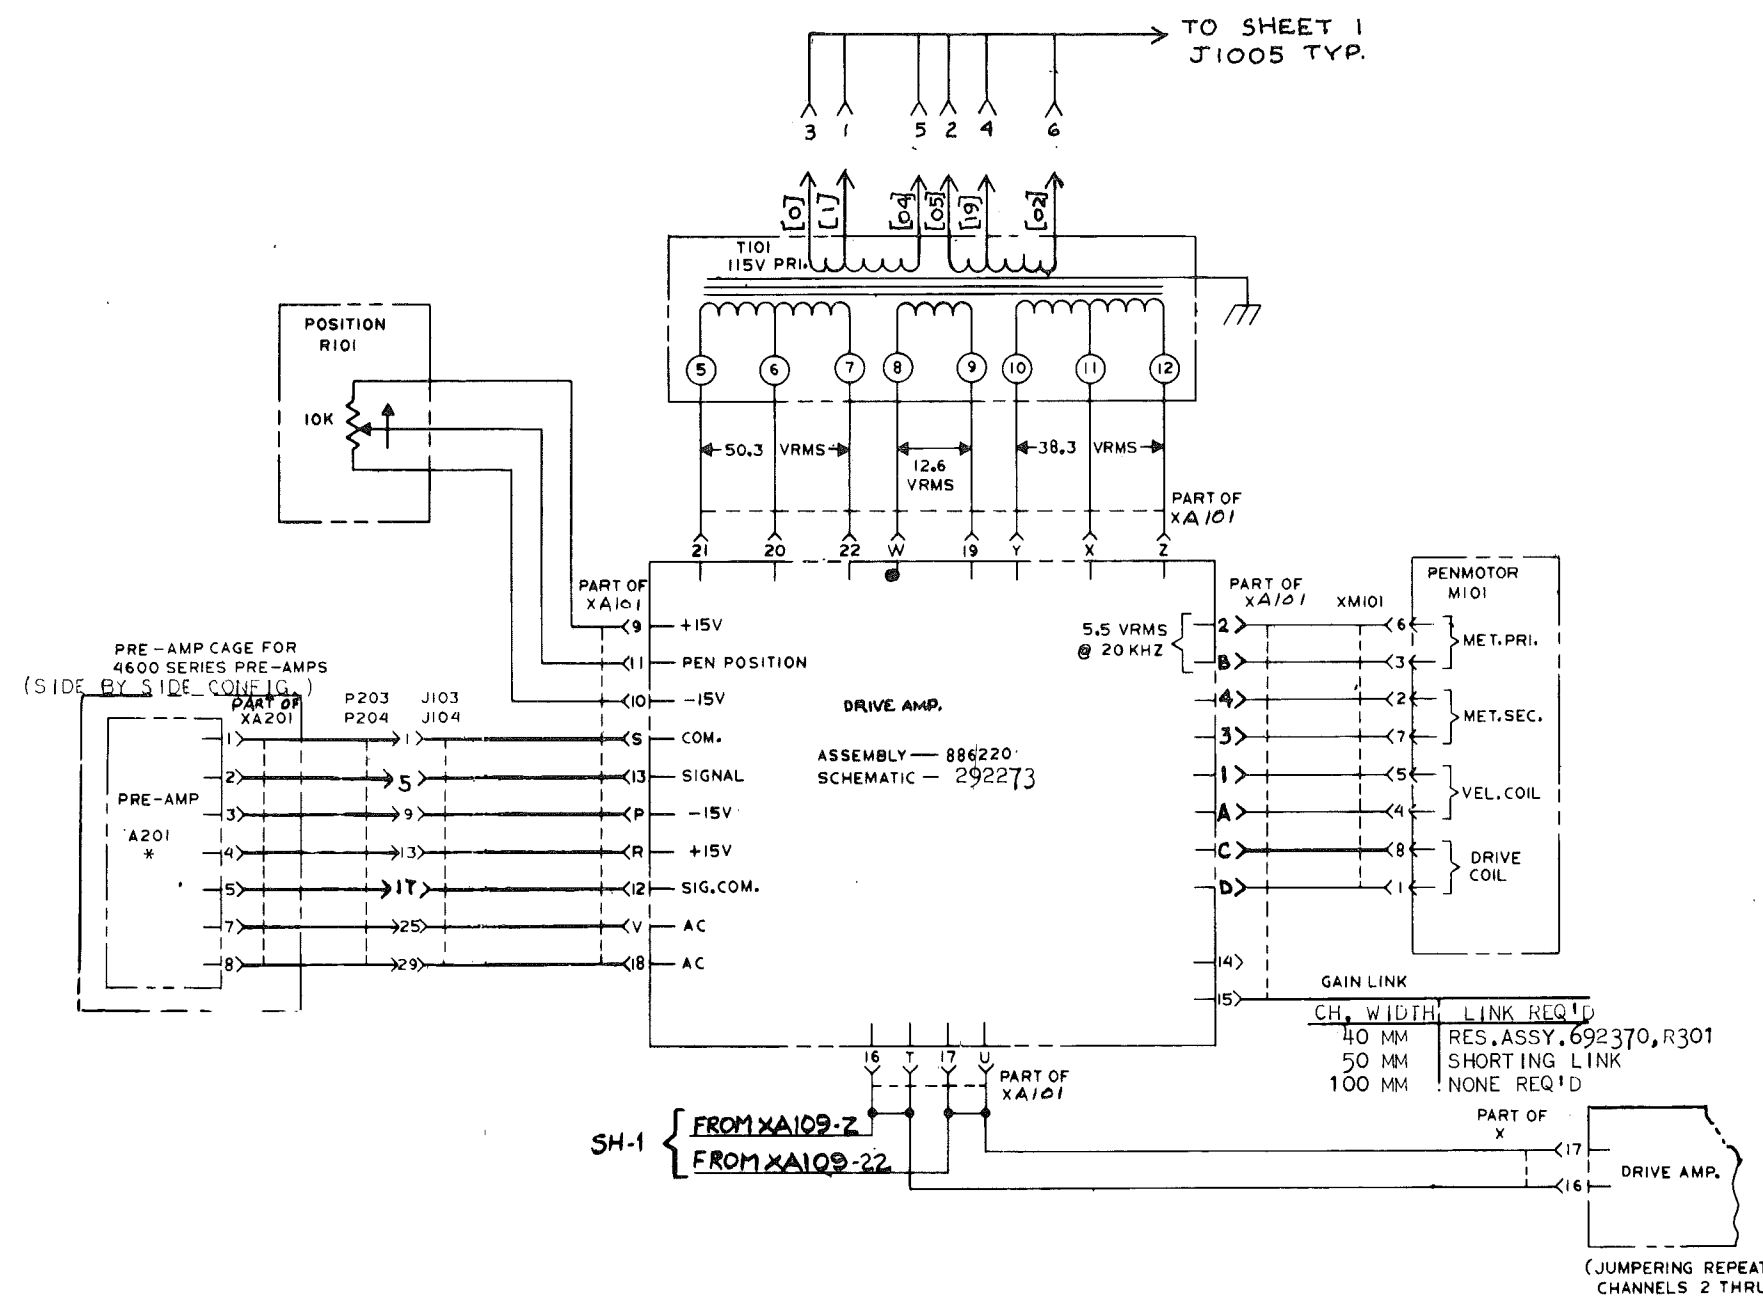 TO SHEET 1
J1005 TYP.
3 1 5 2 4 6
[0] [1] [04] [05] [19] [02]
T101
115V PRI.
5 6 7 8 9 10 11 12
50.3 VRMS
12.6
VRMS
38.3 VRMS
PART OF
XA101
21 20 22 W 19 Y X Z
POSITION
R101
10K
PART OF
XA101
9 +15V
11 PEN POSITION
10 -15V
S COM.
13 SIGNAL
P -15V
R +15V
12 SIG.COM.
V AC
18 AC
PRE-AMP CAGE FOR
4600 SERIES PRE-AMPS
(SIDE BY SIDE CONFIG.)
PART OF
XA201
P203 J103
P204 J104
1 1
2 5
3 9
4 13
5 17
7 25
8 29
PRE-AMP
A201
*
DRIVE AMP.
ASSEMBLY — 886220
SCHEMATIC — 292273
5.5 VRMS
@ 20 KHZ
PART OF
XA101
XM101
PENMOTOR
M101
2 6
B 3
MET.PRI.
4 2
3 7
MET.SEC.
1 5
A 4
VEL.COIL
C 8
D 1
DRIVE
COIL
14
15
GAIN LINK
CH. WIDTH LINK REQ'D
40 MM RES.ASSY.692370,R301
50 MM SHORTING LINK
100 MM NONE REQ'D
16 T 17 U
PART OF
XA101
SH-1
FROM XA109-Z
FROM XA109-22
PART OF
X
17
16
DRIVE AMP.
(JUMPERING REPEAT
CHANNELS 2 THRU